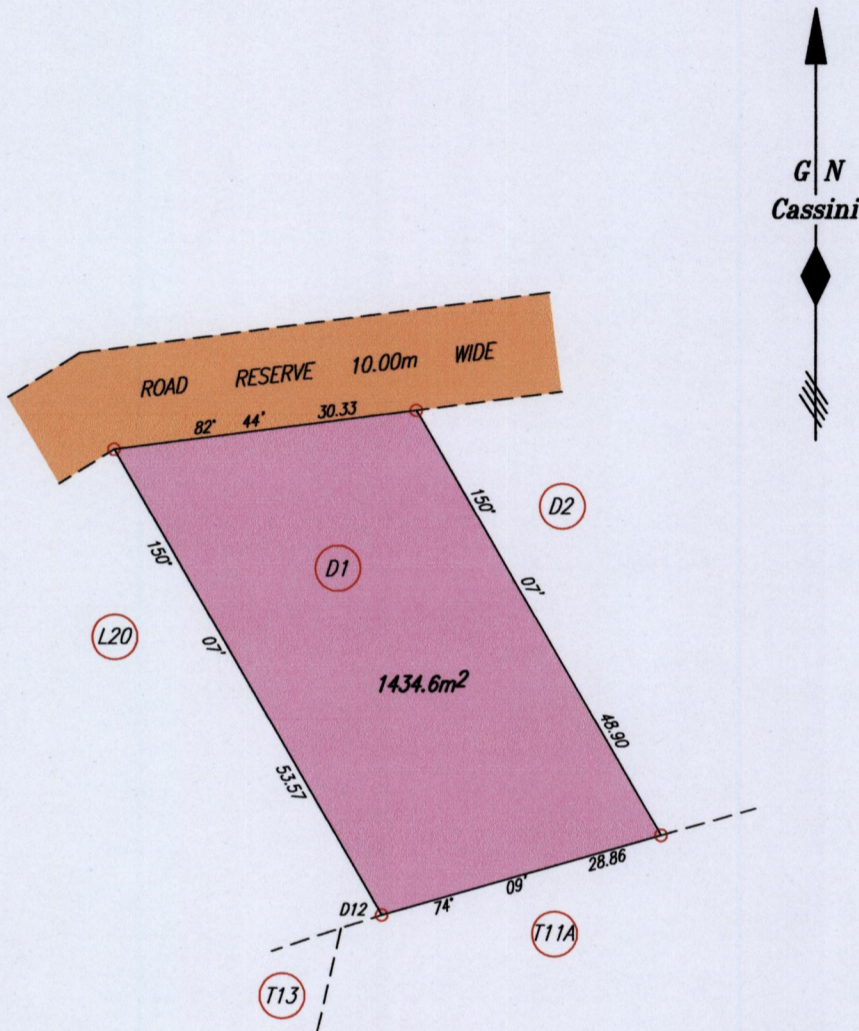 G N
Cassini
ROAD RESERVE 10.00m WIDE
82° 44' 30.33
150° 07' 48.90
D2
D1
150° 07' 53.57
L20
1434.6m²
74° 09' 28.86
D12
T11A
T13